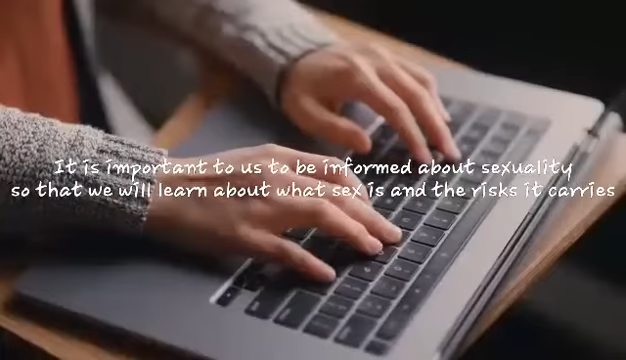 It is important to us to be informed about sexuality
so that we will learn about what sex is and the risks it carries